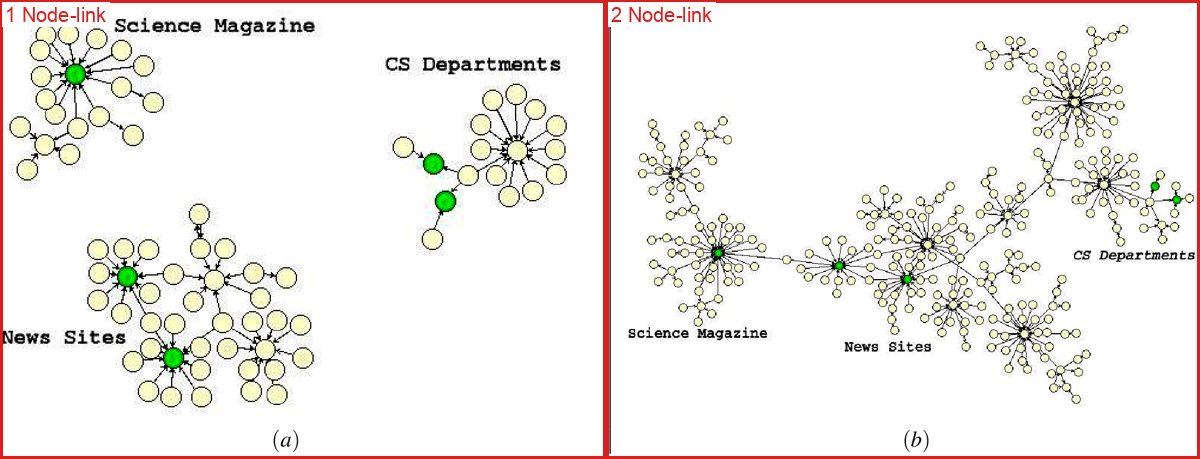 1 Node-link
Science Magazine
CS Departments
News Sites
(a)
2 Node-link
CS Departments
Science Magazine
News Sites
(b)